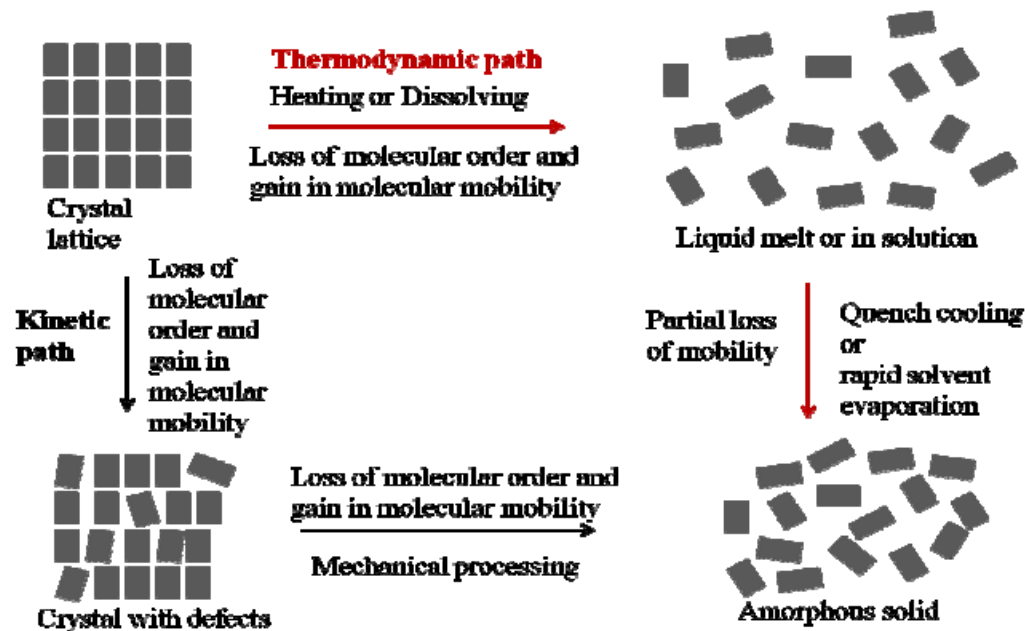 Thermodynamic path
Heating or Dissolving
Loss of molecular order and
gain in molecular mobility
Crystal
lattice
Liquid melt or in solution
Kinetic
path
Loss of
molecular
order and
gain in
molecular
mobility
Partial loss
of mobility
Quench cooling
or
rapid solvent
evaporation
Loss of molecular order and
gain in molecular mobility
Mechanical processing
Crystal with defects
Amorphous solid